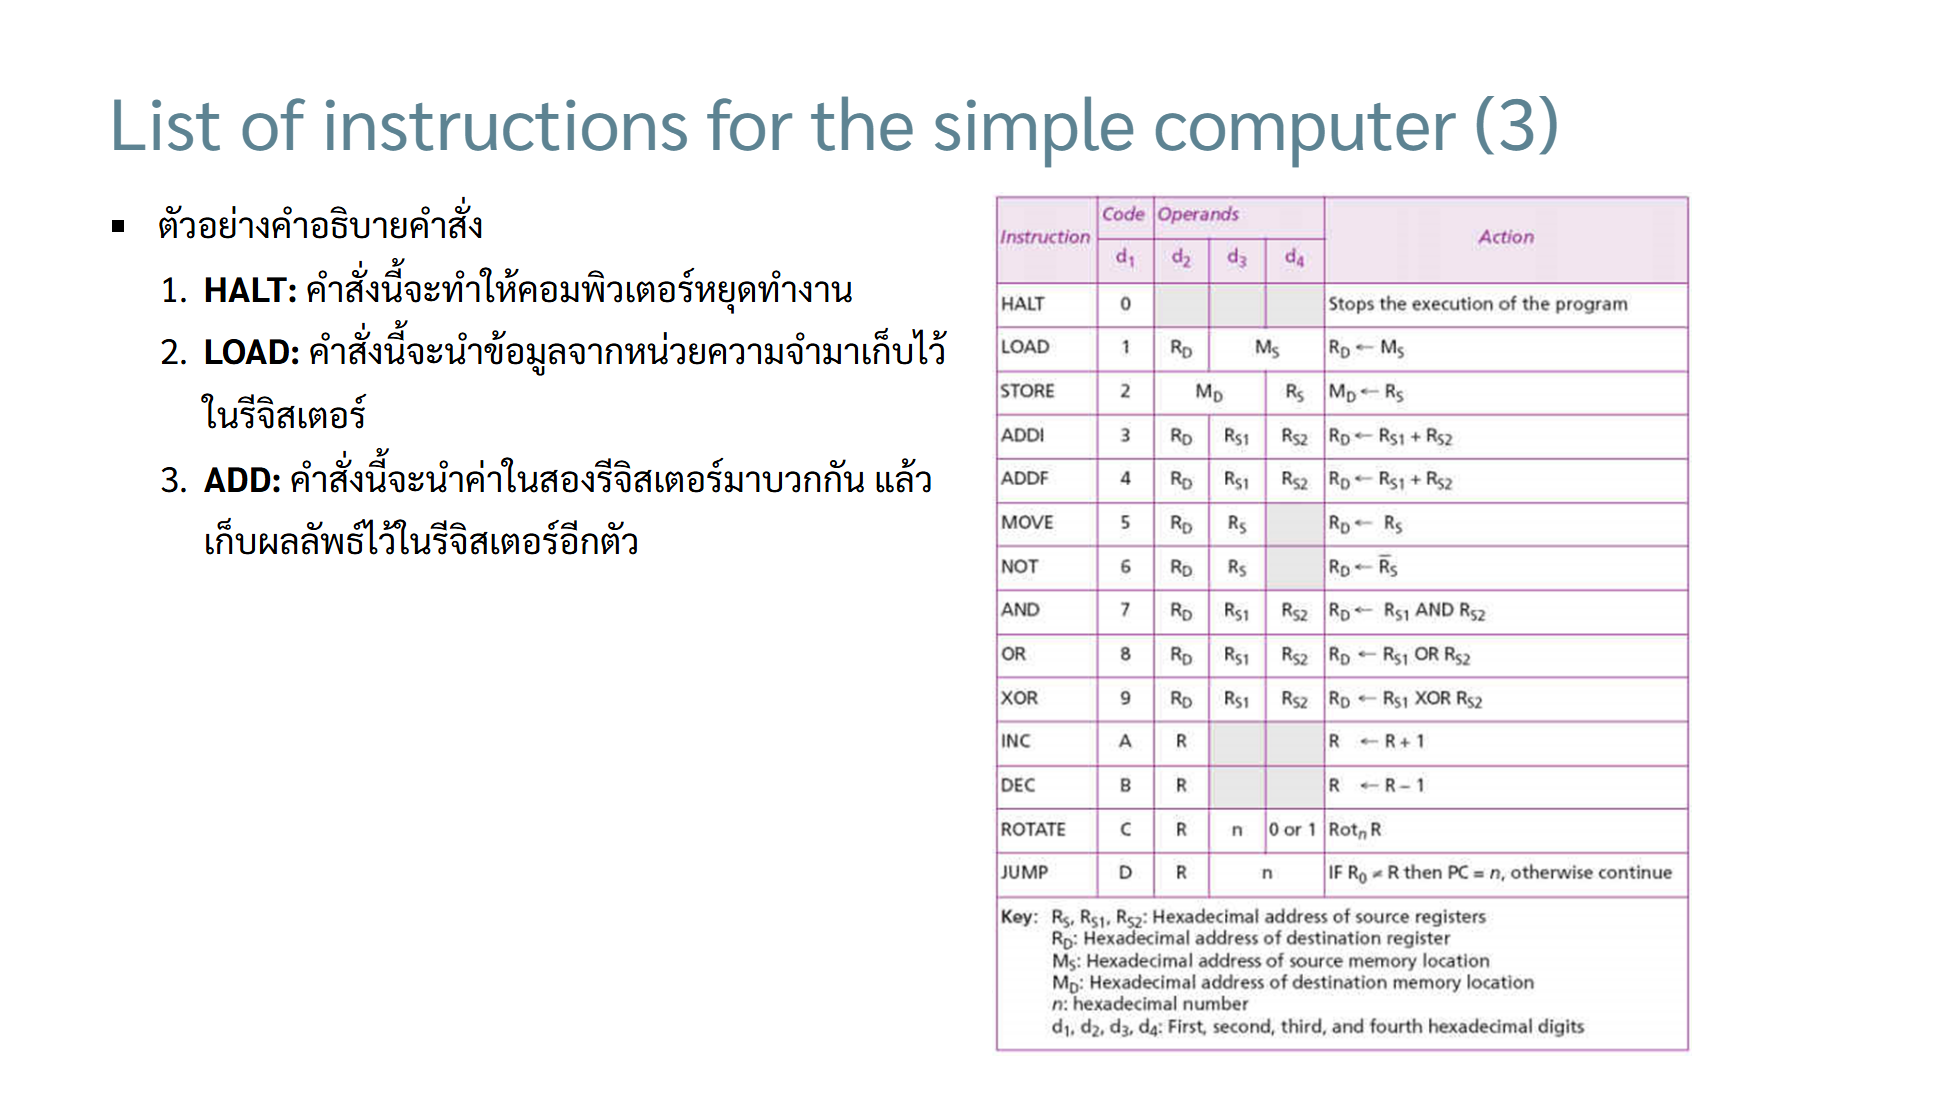 List of instructions for the simple computer (3)
▪ ตัวอย่างคำอธิบายคำสั่ง
1. HALT: คำสั่งนี้จะทำให้คอมพิวเตอร์หยุดทำงาน
2. LOAD: คำสั่งนี้จะนำข้อมูลจากหน่วยความจำมาเก็บไว้
ในรีจิสเตอร์
3. ADD: คำสั่งนี้จะนำค่าในสองรีจิสเตอร์มาบวกกัน แล้ว
เก็บผลลัพธ์ไว้ในรีจิสเตอร์อีกตัว
Instruction Code Operands Action
d1 d2 d3 d4
HALT 0 Stops the execution of the program
LOAD 1 RD MS RD ← MS
STORE 2 MD RS MD ← RS
ADDI 3 RD RS1 RS2 RD ← RS1 + RS2
ADDF 4 RD RS1 RS2 RD ← RS1 + RS2
MOVE 5 RD RS RD ← RS
NOT 6 RD RS RD ← R̅S
AND 7 RD RS1 RS2 RD ← RS1 AND RS2
OR 8 RD RS1 RS2 RD ← RS1 OR RS2
XOR 9 RD RS1 RS2 RD ← RS1 XOR RS2
INC A R R ← R + 1
DEC B R R ← R – 1
ROTATE C R n 0 or 1 Rotn R
JUMP D R n IF R0 ≠ R then PC = n, otherwise continue
Key: RS, RS1, RS2: Hexadecimal address of source registers
RD: Hexadecimal address of destination register
MS: Hexadecimal address of source memory location
MD: Hexadecimal address of destination memory location
n: hexadecimal number
d1, d2, d3, d4: First, second, third, and fourth hexadecimal digits